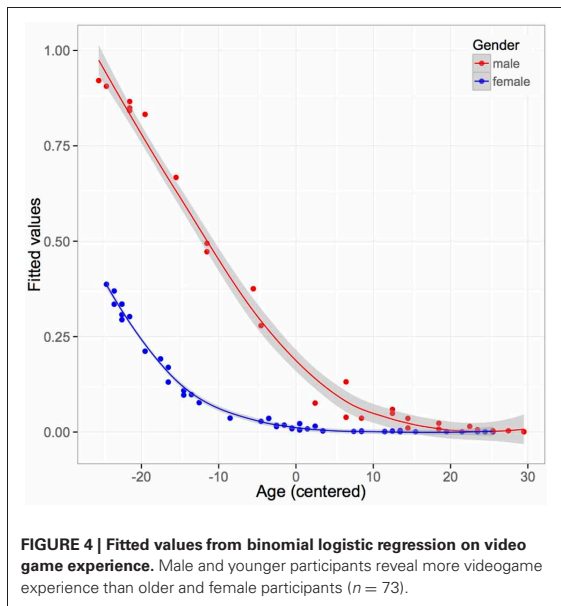 1.00
0.75
0.50
0.25
0.00
Fitted values
Gender
male
female
-20 -10 0 10 20 30
Age (centered)
FIGURE 4 | Fitted values from binomial logistic regression on video
game experience. Male and younger participants reveal more videogame
experience than older and female participants (n = 73).